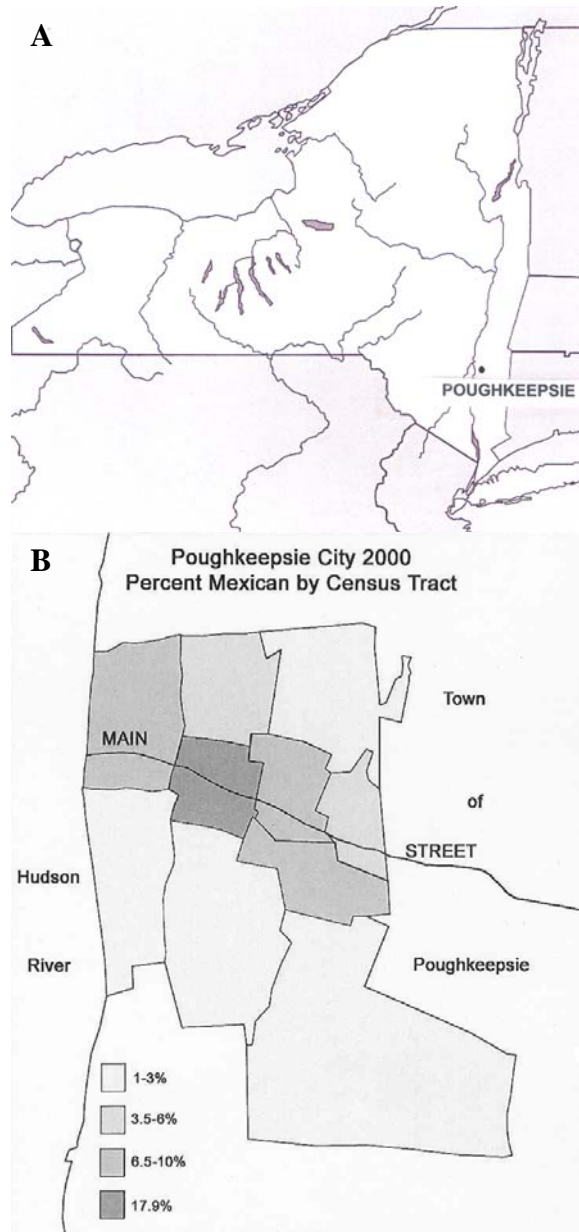 A
POUGHKEEPSIE
B
Poughkeepsie City 2000
Percent Mexican by Census Tract
Town
MAIN
of
STREET
Hudson
River
Poughkeepsie
1-3%
3.5-6%
6.5-10%
17.9%